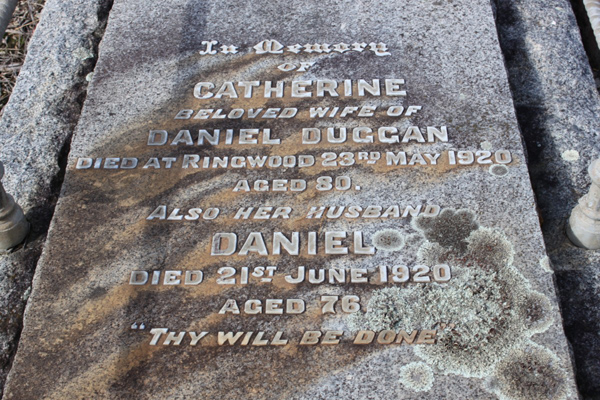 In Memory
OF
CATHERINE
BELOVED WIFE OF
DANIEL DUGGAN
DIED AT RINGWOOD 23RD MAY 1920
AGED 80.
ALSO HER HUSBAND
DANIEL
DIED 21ST JUNE 1920
AGED 76
"THY WILL BE DONE"